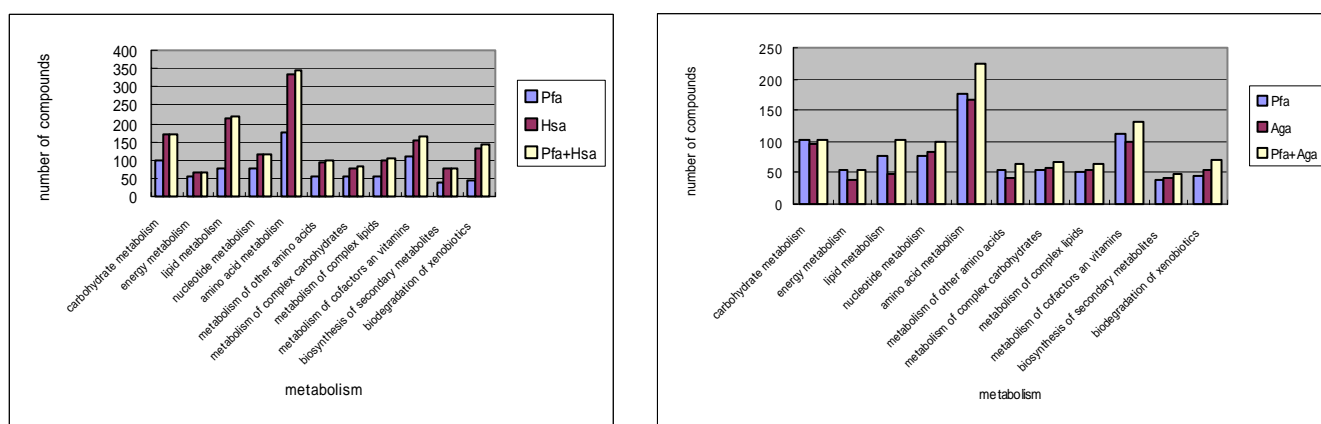 number of compounds
400
350
300
250
200
150
100
50
0
carbohydrate metabolism
energy metabolism
lipid metabolism
nucleotide metabolism
amino acid metabolism
metabolism of other amino acids
metabolism of complex carbohydrates
metabolism of complex lipids
metabolism of cofactors an vitamins
biosynthesis of secondary metabolites
biodegradation of xenobiotics
metabolism
Pfa
Hsa
Pfa+Hsa
number of compounds
250
200
150
100
50
0
carbohydrate metabolism
energy metabolism
lipid metabolism
nucleotide metabolism
amino acid metabolism
metabolism of other amino acids
metabolism of complex carbohydrates
metabolism of complex lipids
metabolism of cofactors an vitamins
biosynthesis of secondary metabolites
biodegradation of xenobiotics
metabolism
Pfa
Aga
Pfa+Aga